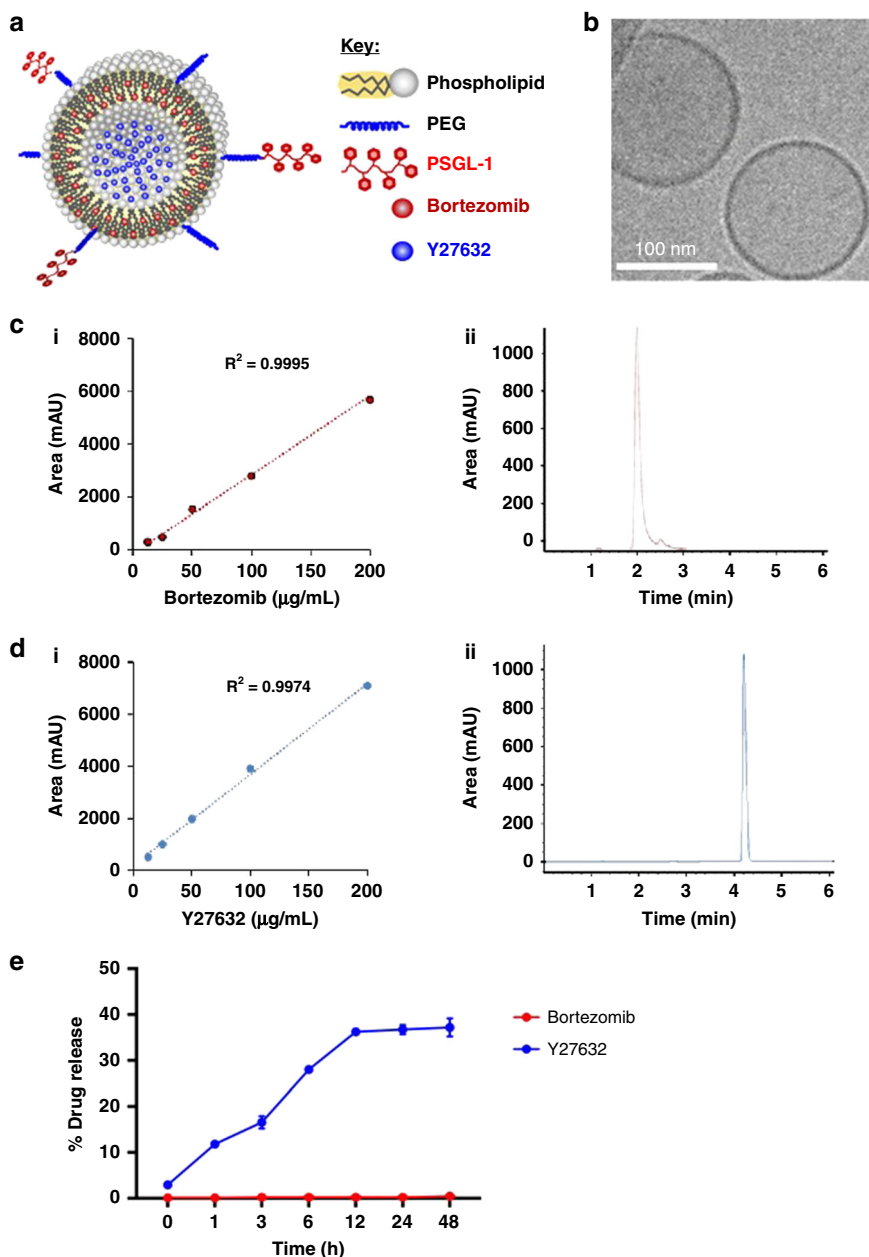 a
Key:
Phospholipid
PEG
PSGL-1
Bortezomib
Y27632
b
100 nm
c
i
8000
6000
4000
2000
0
Area (mAU)
R² = 0.9995
0 50 100 150 200
Bortezomib (μg/mL)
ii
1000
800
600
400
200
0
Area (mAU)
1 2 3 4 5 6
Time (min)
d
i
8000
6000
4000
2000
0
Area (mAU)
R² = 0.9974
0 50 100 150 200
Y27632 (μg/mL)
ii
1000
800
600
400
200
0
Area (mAU)
1 2 3 4 5 6
Time (min)
e
50
40
30
20
10
0
% Drug release
0 1 3 6 12 24 48
Time (h)
Bortezomib
Y27632